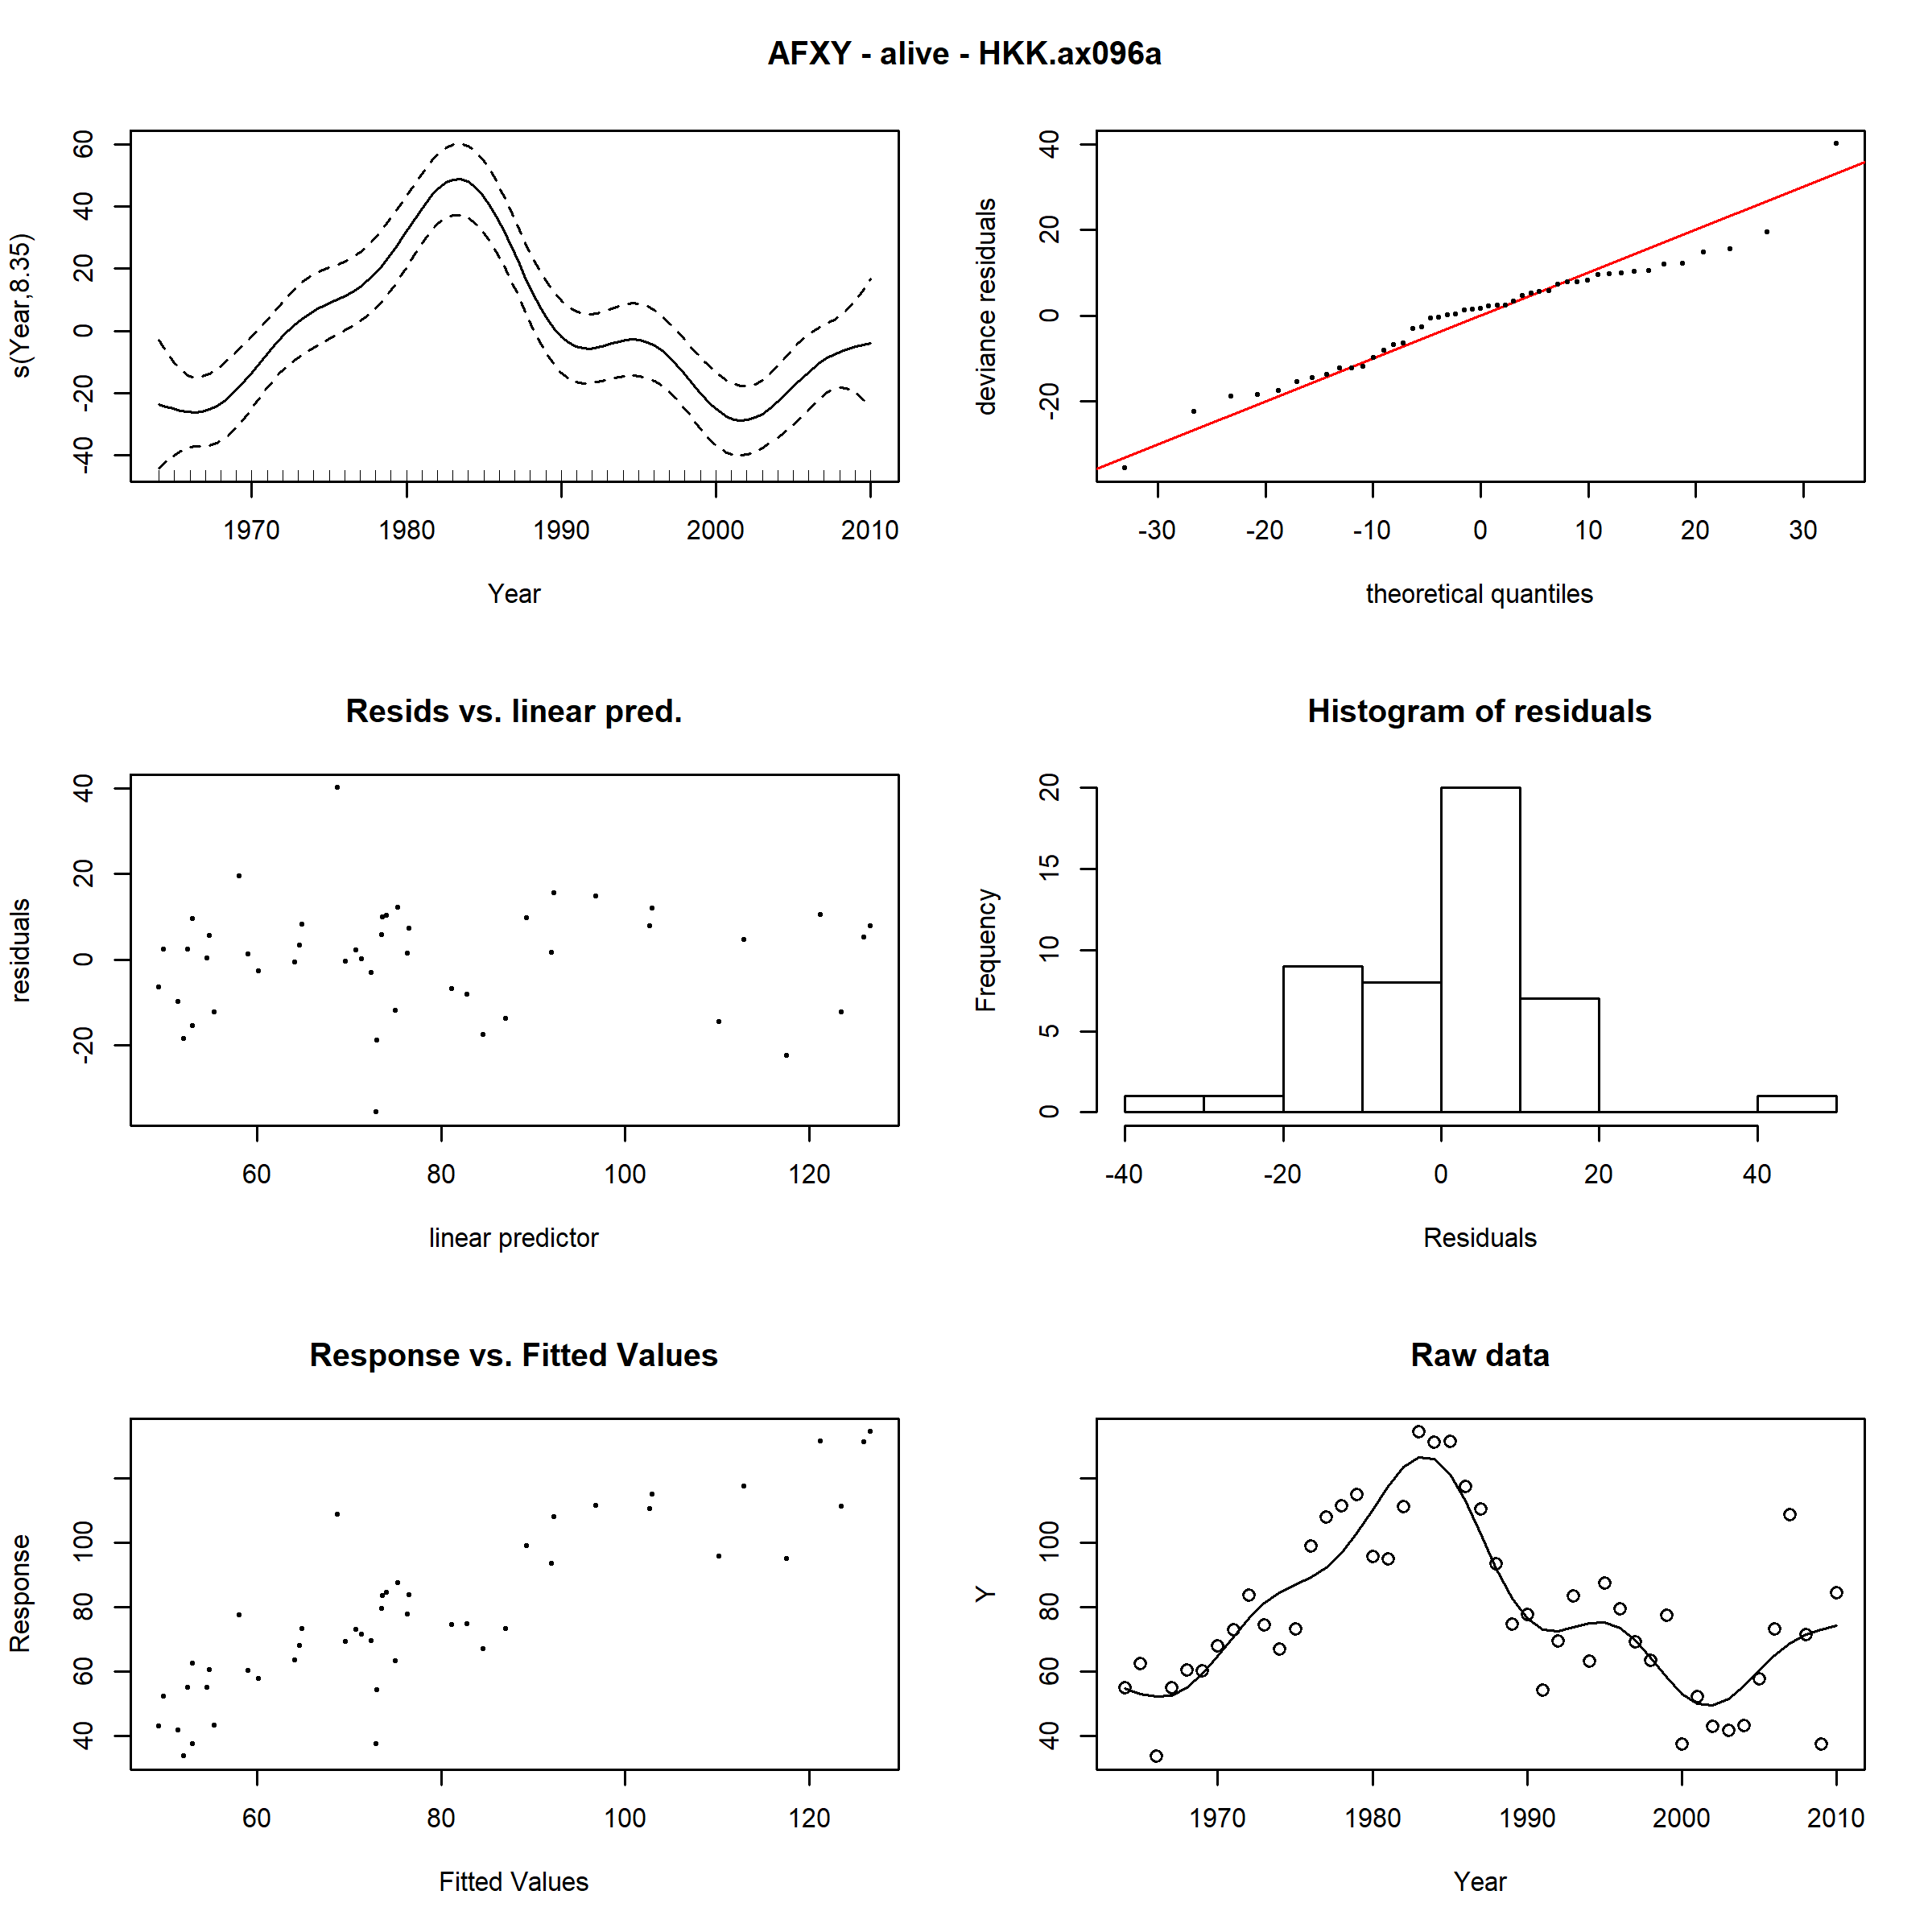 AFXY - alive - HKK.ax096a
s(Year,8.35)
60
40
20
0
-20
-40
1970 1980 1990 2000 2010
Year
deviance residuals
40
20
0
-20
-30 -20 -10 0 10 20 30
theoretical quantiles
Resids vs. linear pred.
residuals
40
20
0
-20
60 80 100 120
linear predictor
Histogram of residuals
Frequency
20
15
10
5
0
-40 -20 0 20 40
Residuals
Response vs. Fitted Values
Response
100
80
60
40
60 80 100 120
Fitted Values
Raw data
Y
100
80
60
40
1970 1980 1990 2000 2010
Year